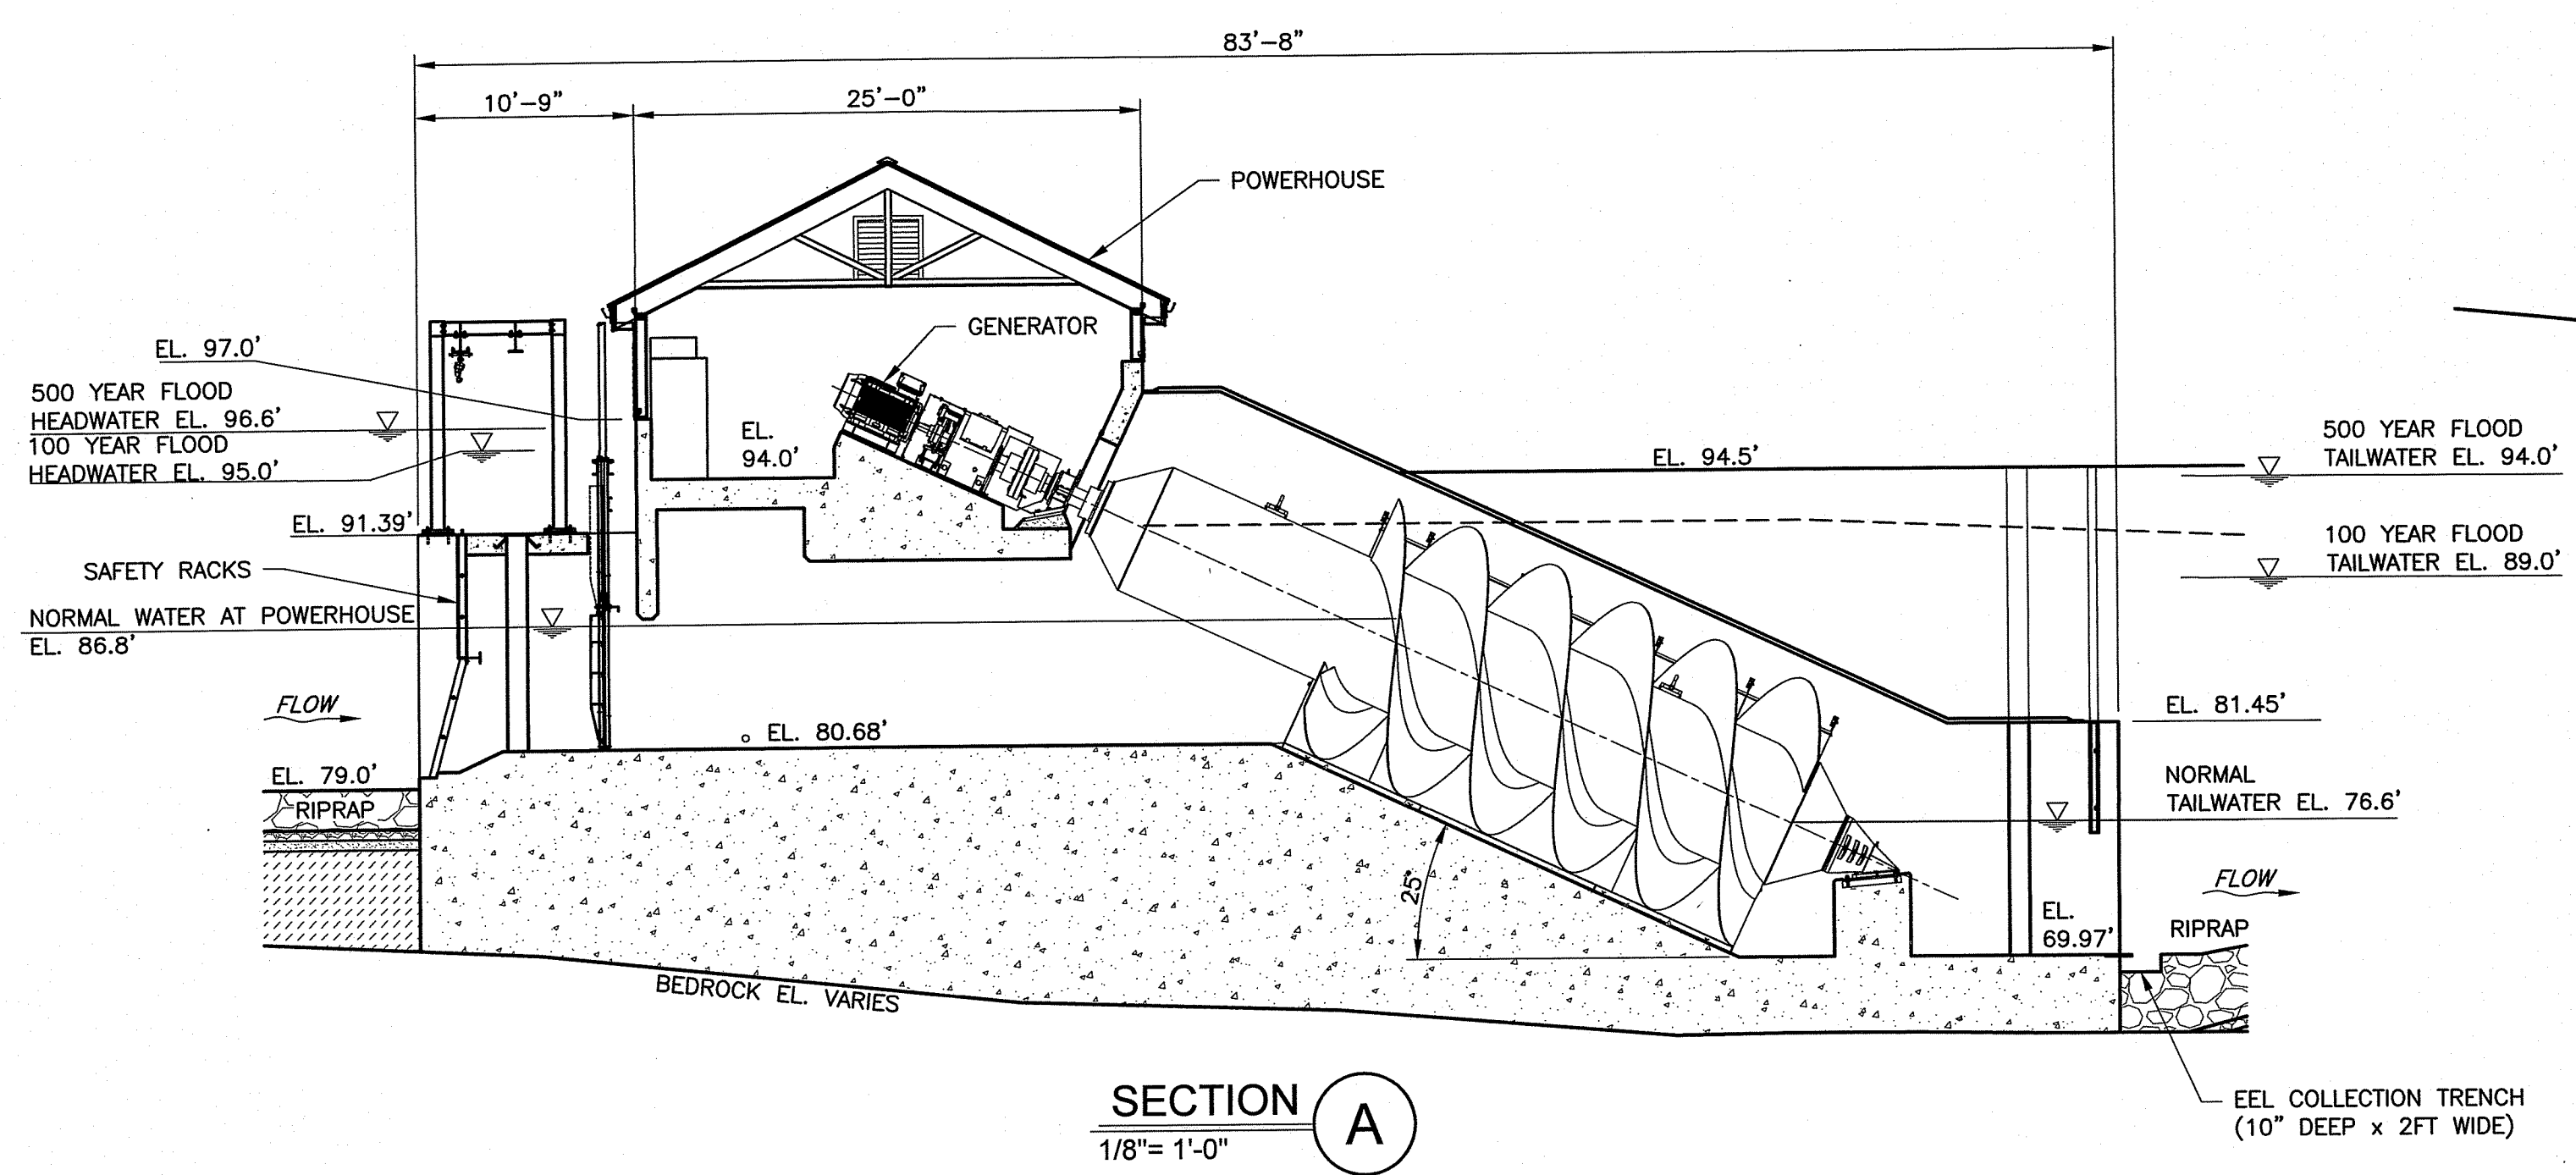 83'-8"
10'-9"
25'-0"
POWERHOUSE
GENERATOR
EL. 97.0'
500 YEAR FLOOD
HEADWATER EL. 96.6'
100 YEAR FLOOD
HEADWATER EL. 95.0'
EL.
94.0'
EL. 94.5'
500 YEAR FLOOD
TAILWATER EL. 94.0'
EL. 91.39'
100 YEAR FLOOD
TAILWATER EL. 89.0'
SAFETY RACKS
NORMAL WATER AT POWERHOUSE
EL. 86.8'
FLOW
EL. 80.68'
EL. 81.45'
EL. 79.0'
RIPRAP
NORMAL
TAILWATER EL. 76.6'
25°
FLOW
EL.
69.97'
RIPRAP
BEDROCK EL. VARIES
EEL COLLECTION TRENCH
(10" DEEP x 2FT WIDE)
SECTION
A
1/8"= 1'-0"